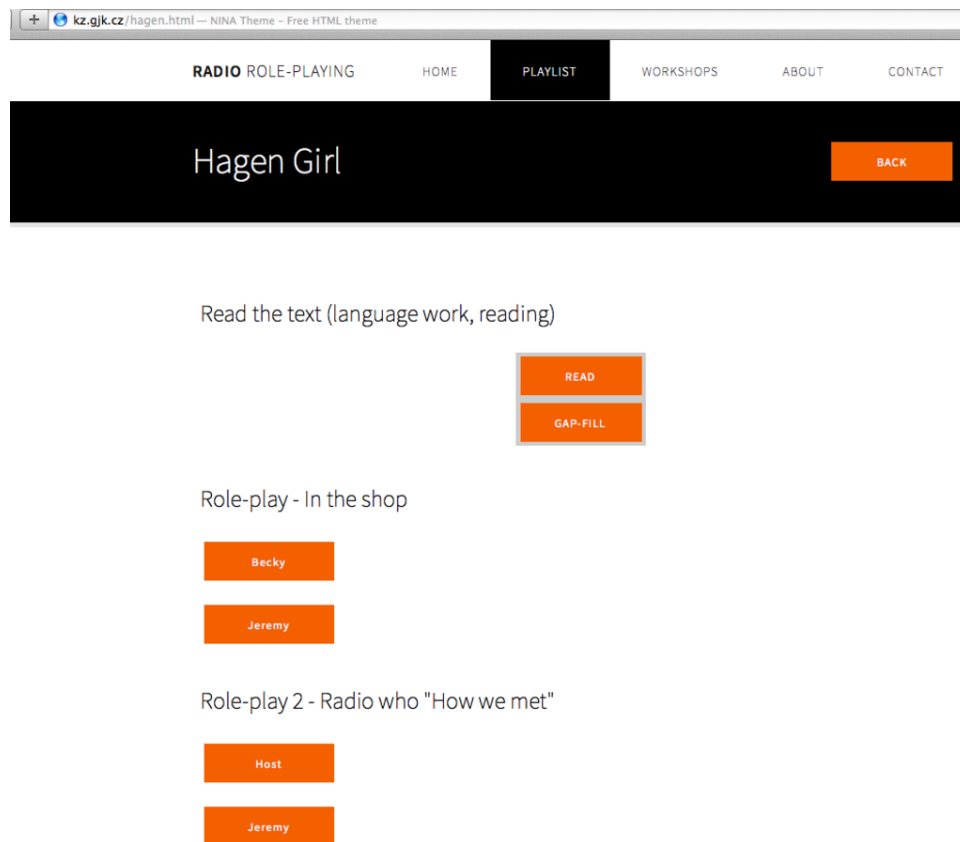 kz.gjk.cz/hagen.html — NINA Theme – Free HTML theme
RADIO ROLE-PLAYING HOME PLAYLIST WORKSHOPS ABOUT CONTACT
Hagen Girl BACK
Read the text (language work, reading)
READ
GAP-FILL
Role-play - In the shop
Becky
Jeremy
Role-play 2 - Radio who "How we met"
Host
Jeremy